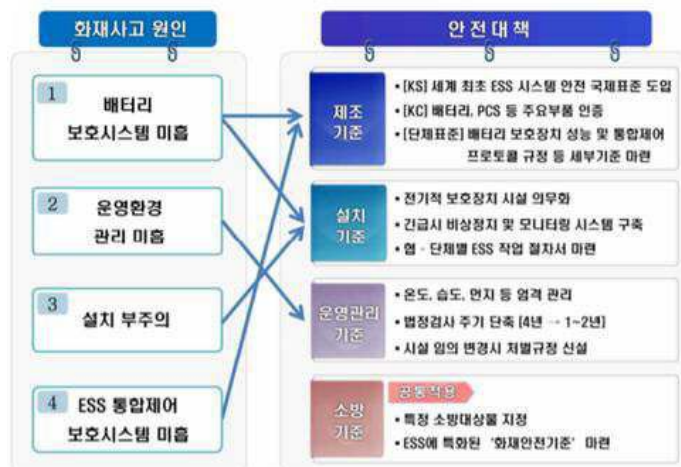 화재사고 원인
안전대책
1
배터리
보호시스템 미흡
2
운영환경
관리 미흡
3
설치 부주의
4
ESS 통합제어
보호시스템 미흡
제조
기준
• [KS] 세계 최초 ESS 시스템 안전 국제표준 도입
• [KC] 배터리, PCS 등 주요부품 인증
• [단체표준] 배터리 보호장치 성능 및 통합제어
프로토콜 규정 등 세부기준 마련
설치
기준
• 전기적 보호장치 시설 의무화
• 긴급시 비상정지 및 모니터링 시스템 구축
• 협·단체별 ESS 작업 절차서 마련
운영관리
기준
• 온도, 습도, 먼지 등 엄격 관리
• 법정검사 주기 단축 [4년 → 1~2년]
• 시설 임의 변경시 처벌규정 신설
소방
기준
공통적용
• 특정 소방대상물 지정
• ESS에 특화된 '화재안전기준' 마련